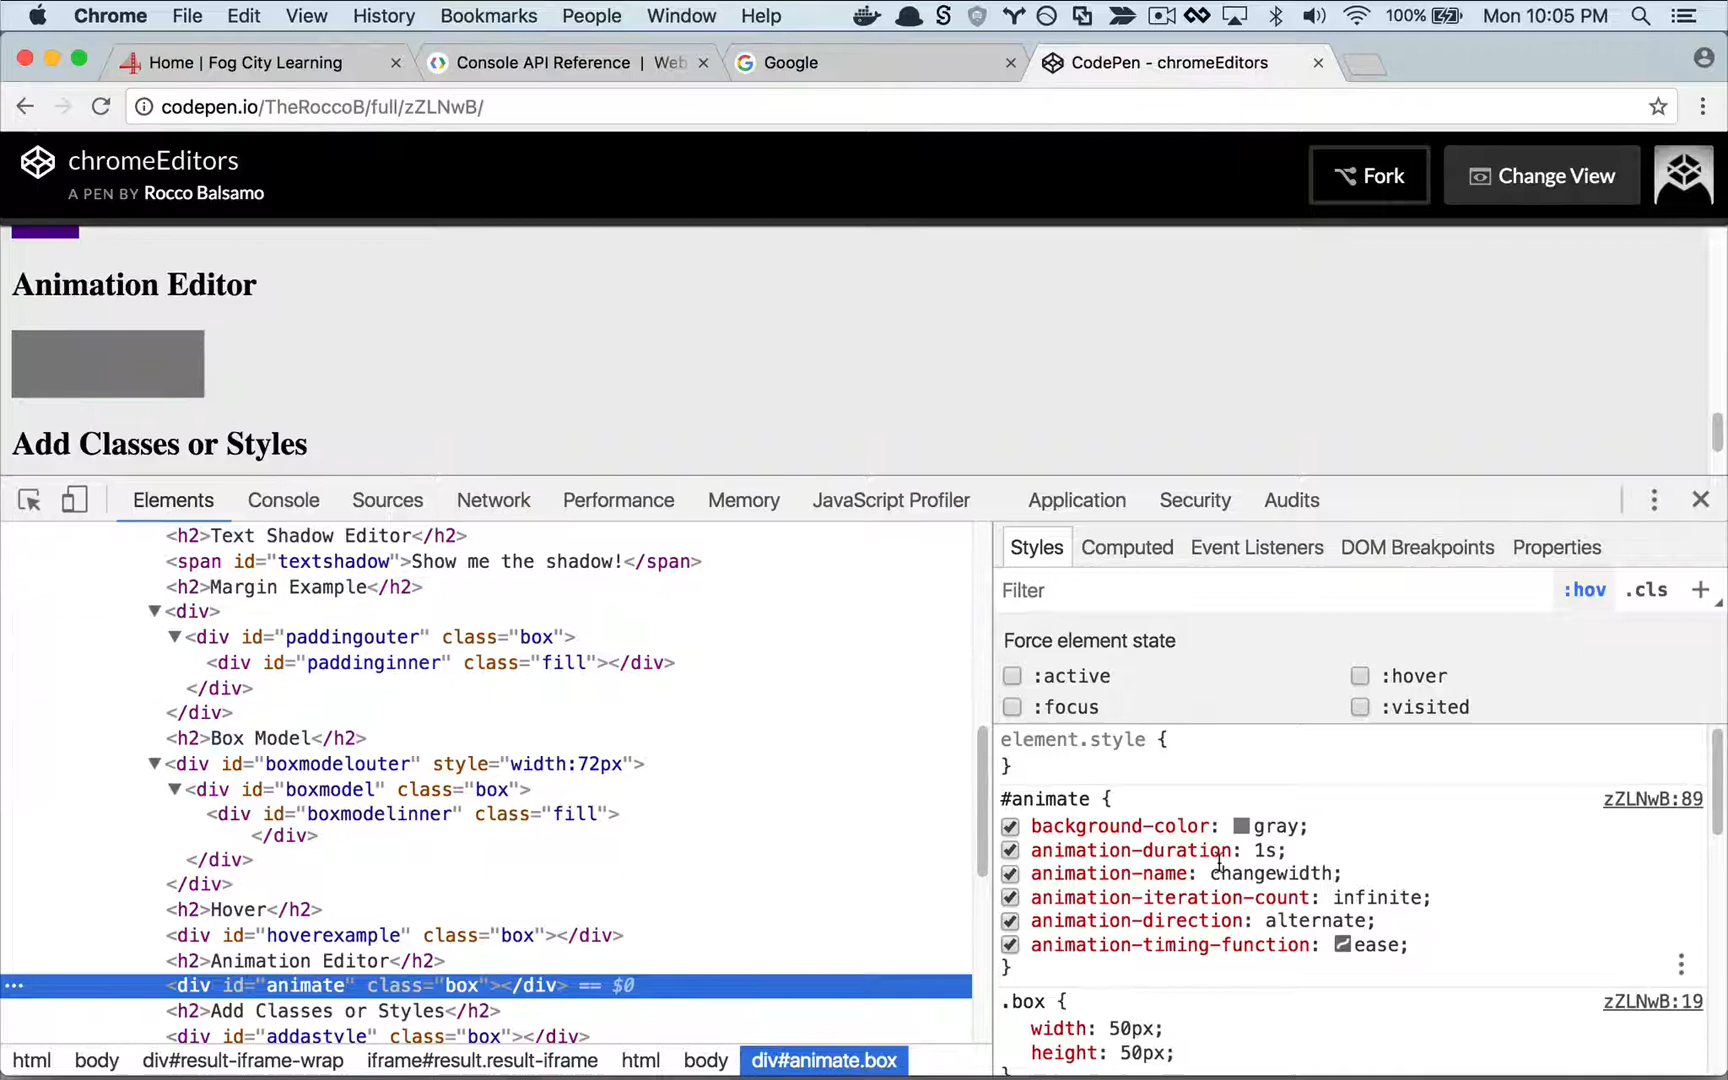 Chrome File Edit View History Bookmarks People Window Help 100% Mon 10:05 PM
Home | Fog City Learning Console API Reference | Web Google CodePen - chromeEditors
codepen.io/TheRoccoB/full/zZLNwB/
chromeEditors
A PEN BY Rocco Balsamo
Fork Change View
Animation Editor
Add Classes or Styles
Elements Console Sources Network Performance Memory JavaScript Profiler Application Security Audits
<h2>Text Shadow Editor</h2>
<span id="textshadow">Show me the shadow!</span>
<h2>Margin Example</h2>
<div>
<div id="paddingouter" class="box">
<div id="paddinginner" class="fill"></div>
</div>
</div>
<h2>Box Model</h2>
<div id="boxmodelouter" style="width:72px">
<div id="boxmodel" class="box">
<div id="boxmodelinner" class="fill">
</div>
</div>
</div>
<h2>Hover</h2>
<div id="hoverexample" class="box"></div>
<h2>Animation Editor</h2>
… <div id="animate" class="box"></div> == $0
<h2>Add Classes or Styles</h2>
<div id="addastyle" class="box"></div>
html body div#result-iframe-wrap iframe#result.result-iframe html body div#animate.box
Styles Computed Event Listeners DOM Breakpoints Properties
Filter :hov .cls +
Force element state
:active :hover
:focus :visited
element.style {
}
#animate { zZLNwB:89
background-color: gray;
animation-duration: 1s;
animation-name: changewidth;
animation-iteration-count: infinite;
animation-direction: alternate;
animation-timing-function: ease;
}
.box { zZLNwB:19
width: 50px;
height: 50px;